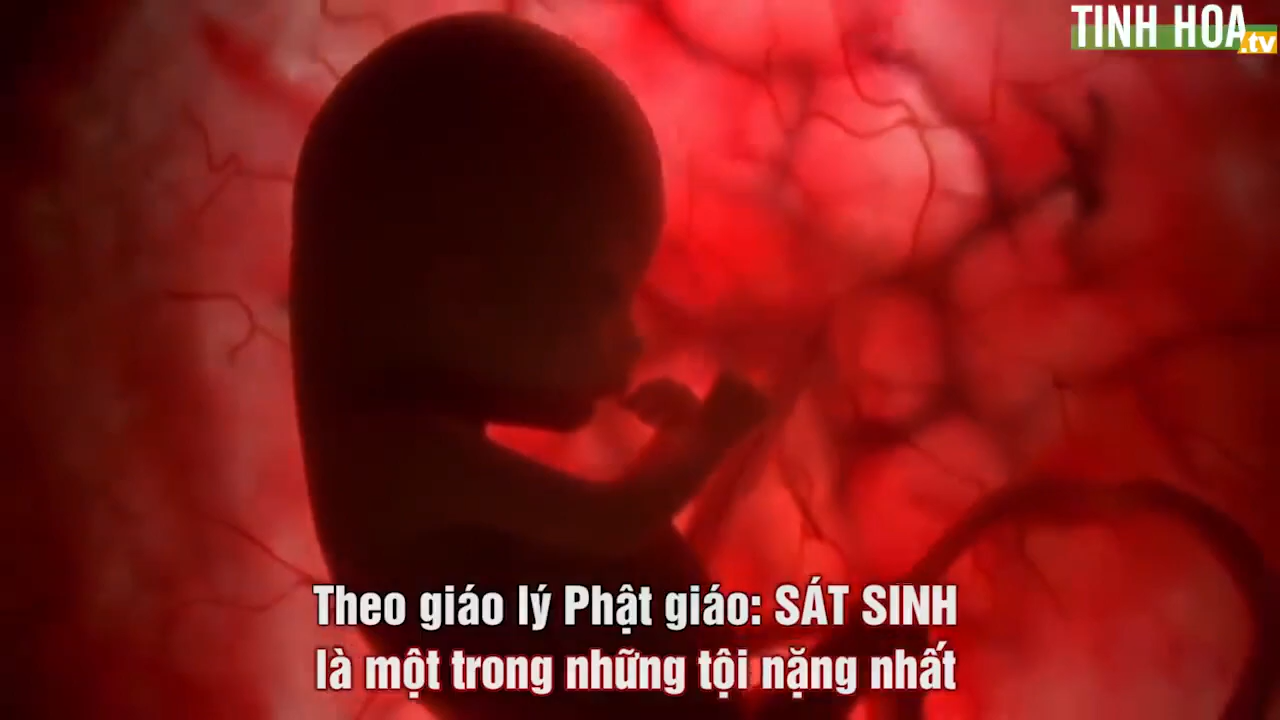 TINH HOA
.tv
Theo giáo lý Phật giáo: SÁT SINH
là một trong những tội nặng nhất